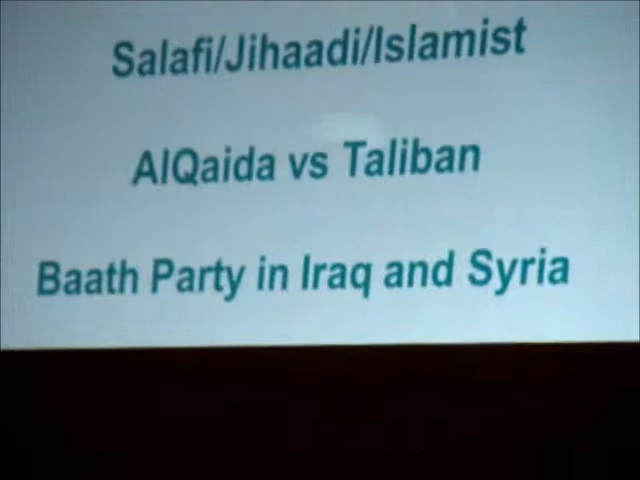 Salafi/Jihaadi/Islamist
AlQaida vs Taliban
Baath Party in Iraq and Syria